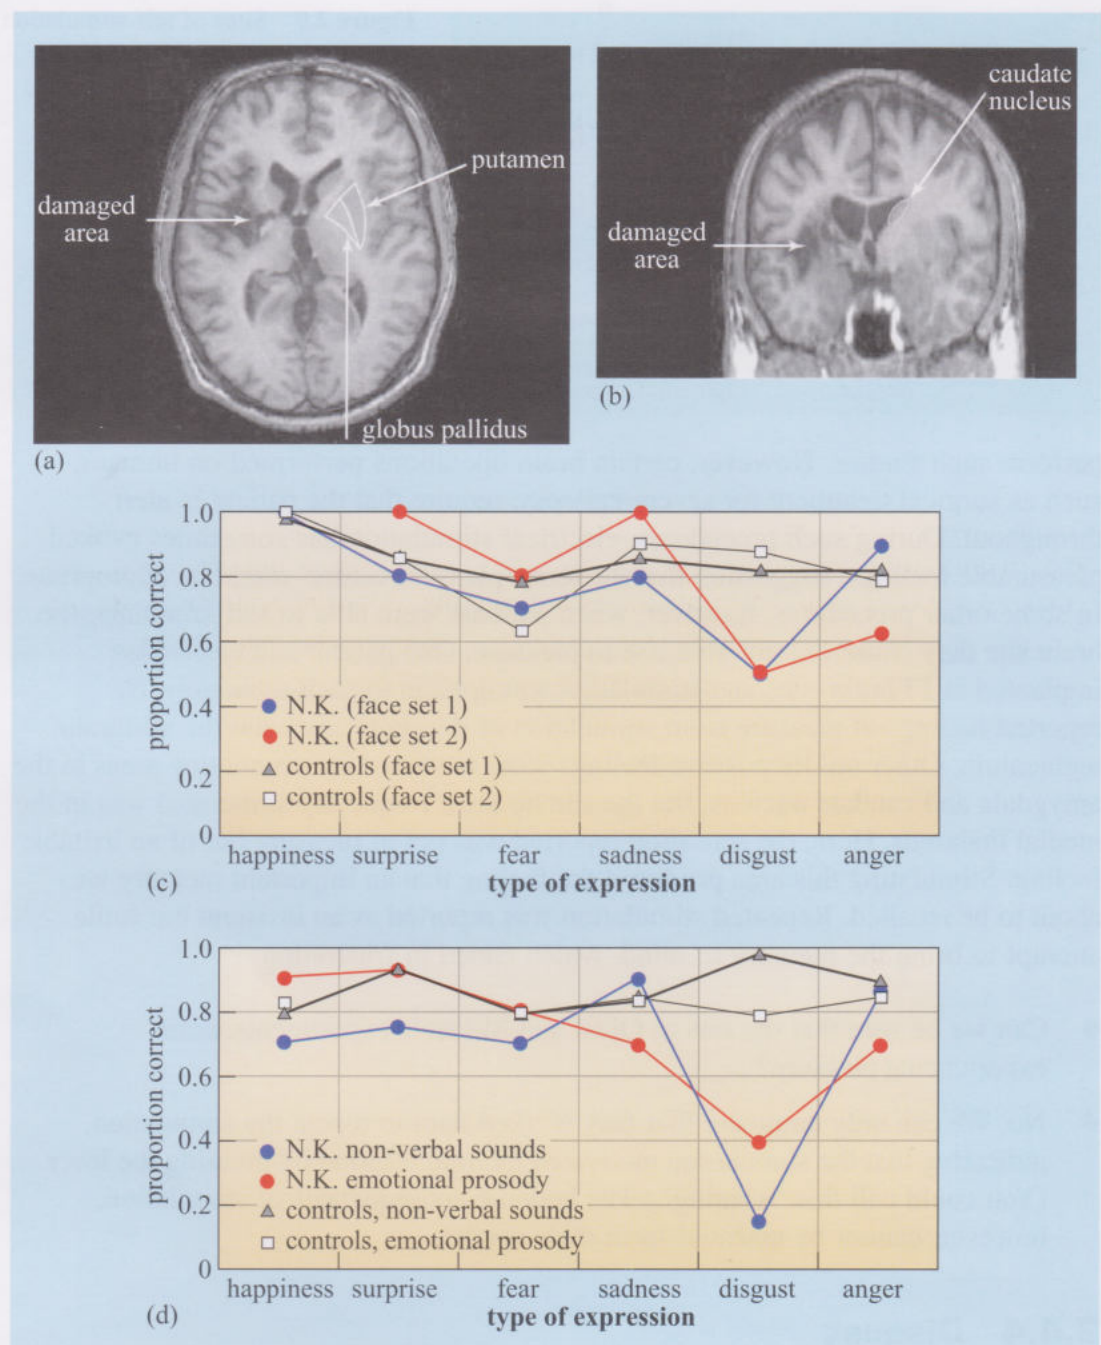 damaged
area
putamen
globus pallidus
(a)
caudate
nucleus
damaged
area
(b)
proportion correct
1.0
0.8
0.6
0.4
0.2
0
N.K. (face set 1)
N.K. (face set 2)
controls (face set 1)
controls (face set 2)
happiness surprise fear sadness disgust anger
type of expression
(c)
proportion correct
1.0
0.8
0.6
0.4
0.2
0
N.K. non-verbal sounds
N.K. emotional prosody
controls, non-verbal sounds
controls, emotional prosody
happiness surprise fear sadness disgust anger
type of expression
(d)